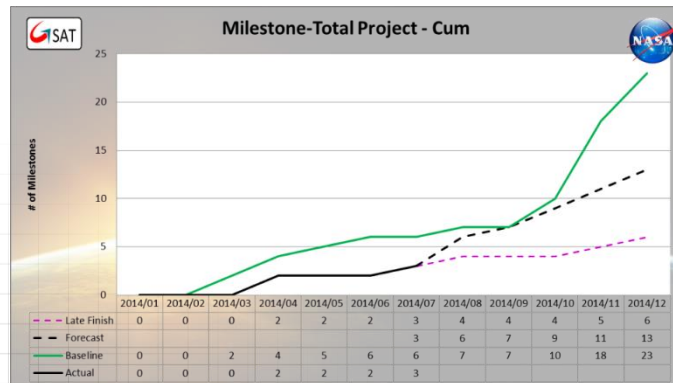 SAT
Milestone-Total Project - Cum
NASA
25
20
15
10
5
0
# of Milestones
2014/01 2014/02 2014/03 2014/04 2014/05 2014/06 2014/07 2014/08 2014/09 2014/10 2014/11 2014/12
Late Finish 0 0 0 2 2 2 3 4 4 4 5 6
Forecast 3 6 7 9 11 13
Baseline 0 0 2 4 5 6 6 7 7 10 18 23
Actual 0 0 0 2 2 2 3